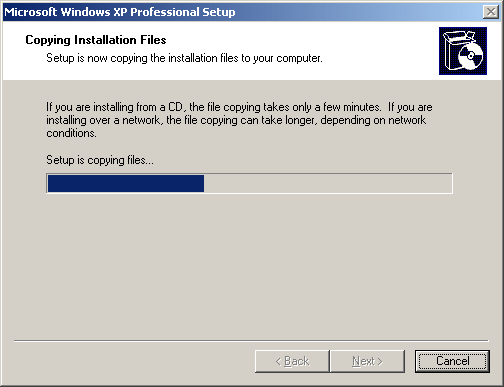 Microsoft Windows XP Professional Setup
Copying Installation Files
Setup is now copying the installation files to your computer.
If you are installing from a CD, the file copying takes only a few minutes.  If you are
installing over a network, the file copying can take longer, depending on network
conditions.
Setup is copying files...
< Back
Next >
Cancel